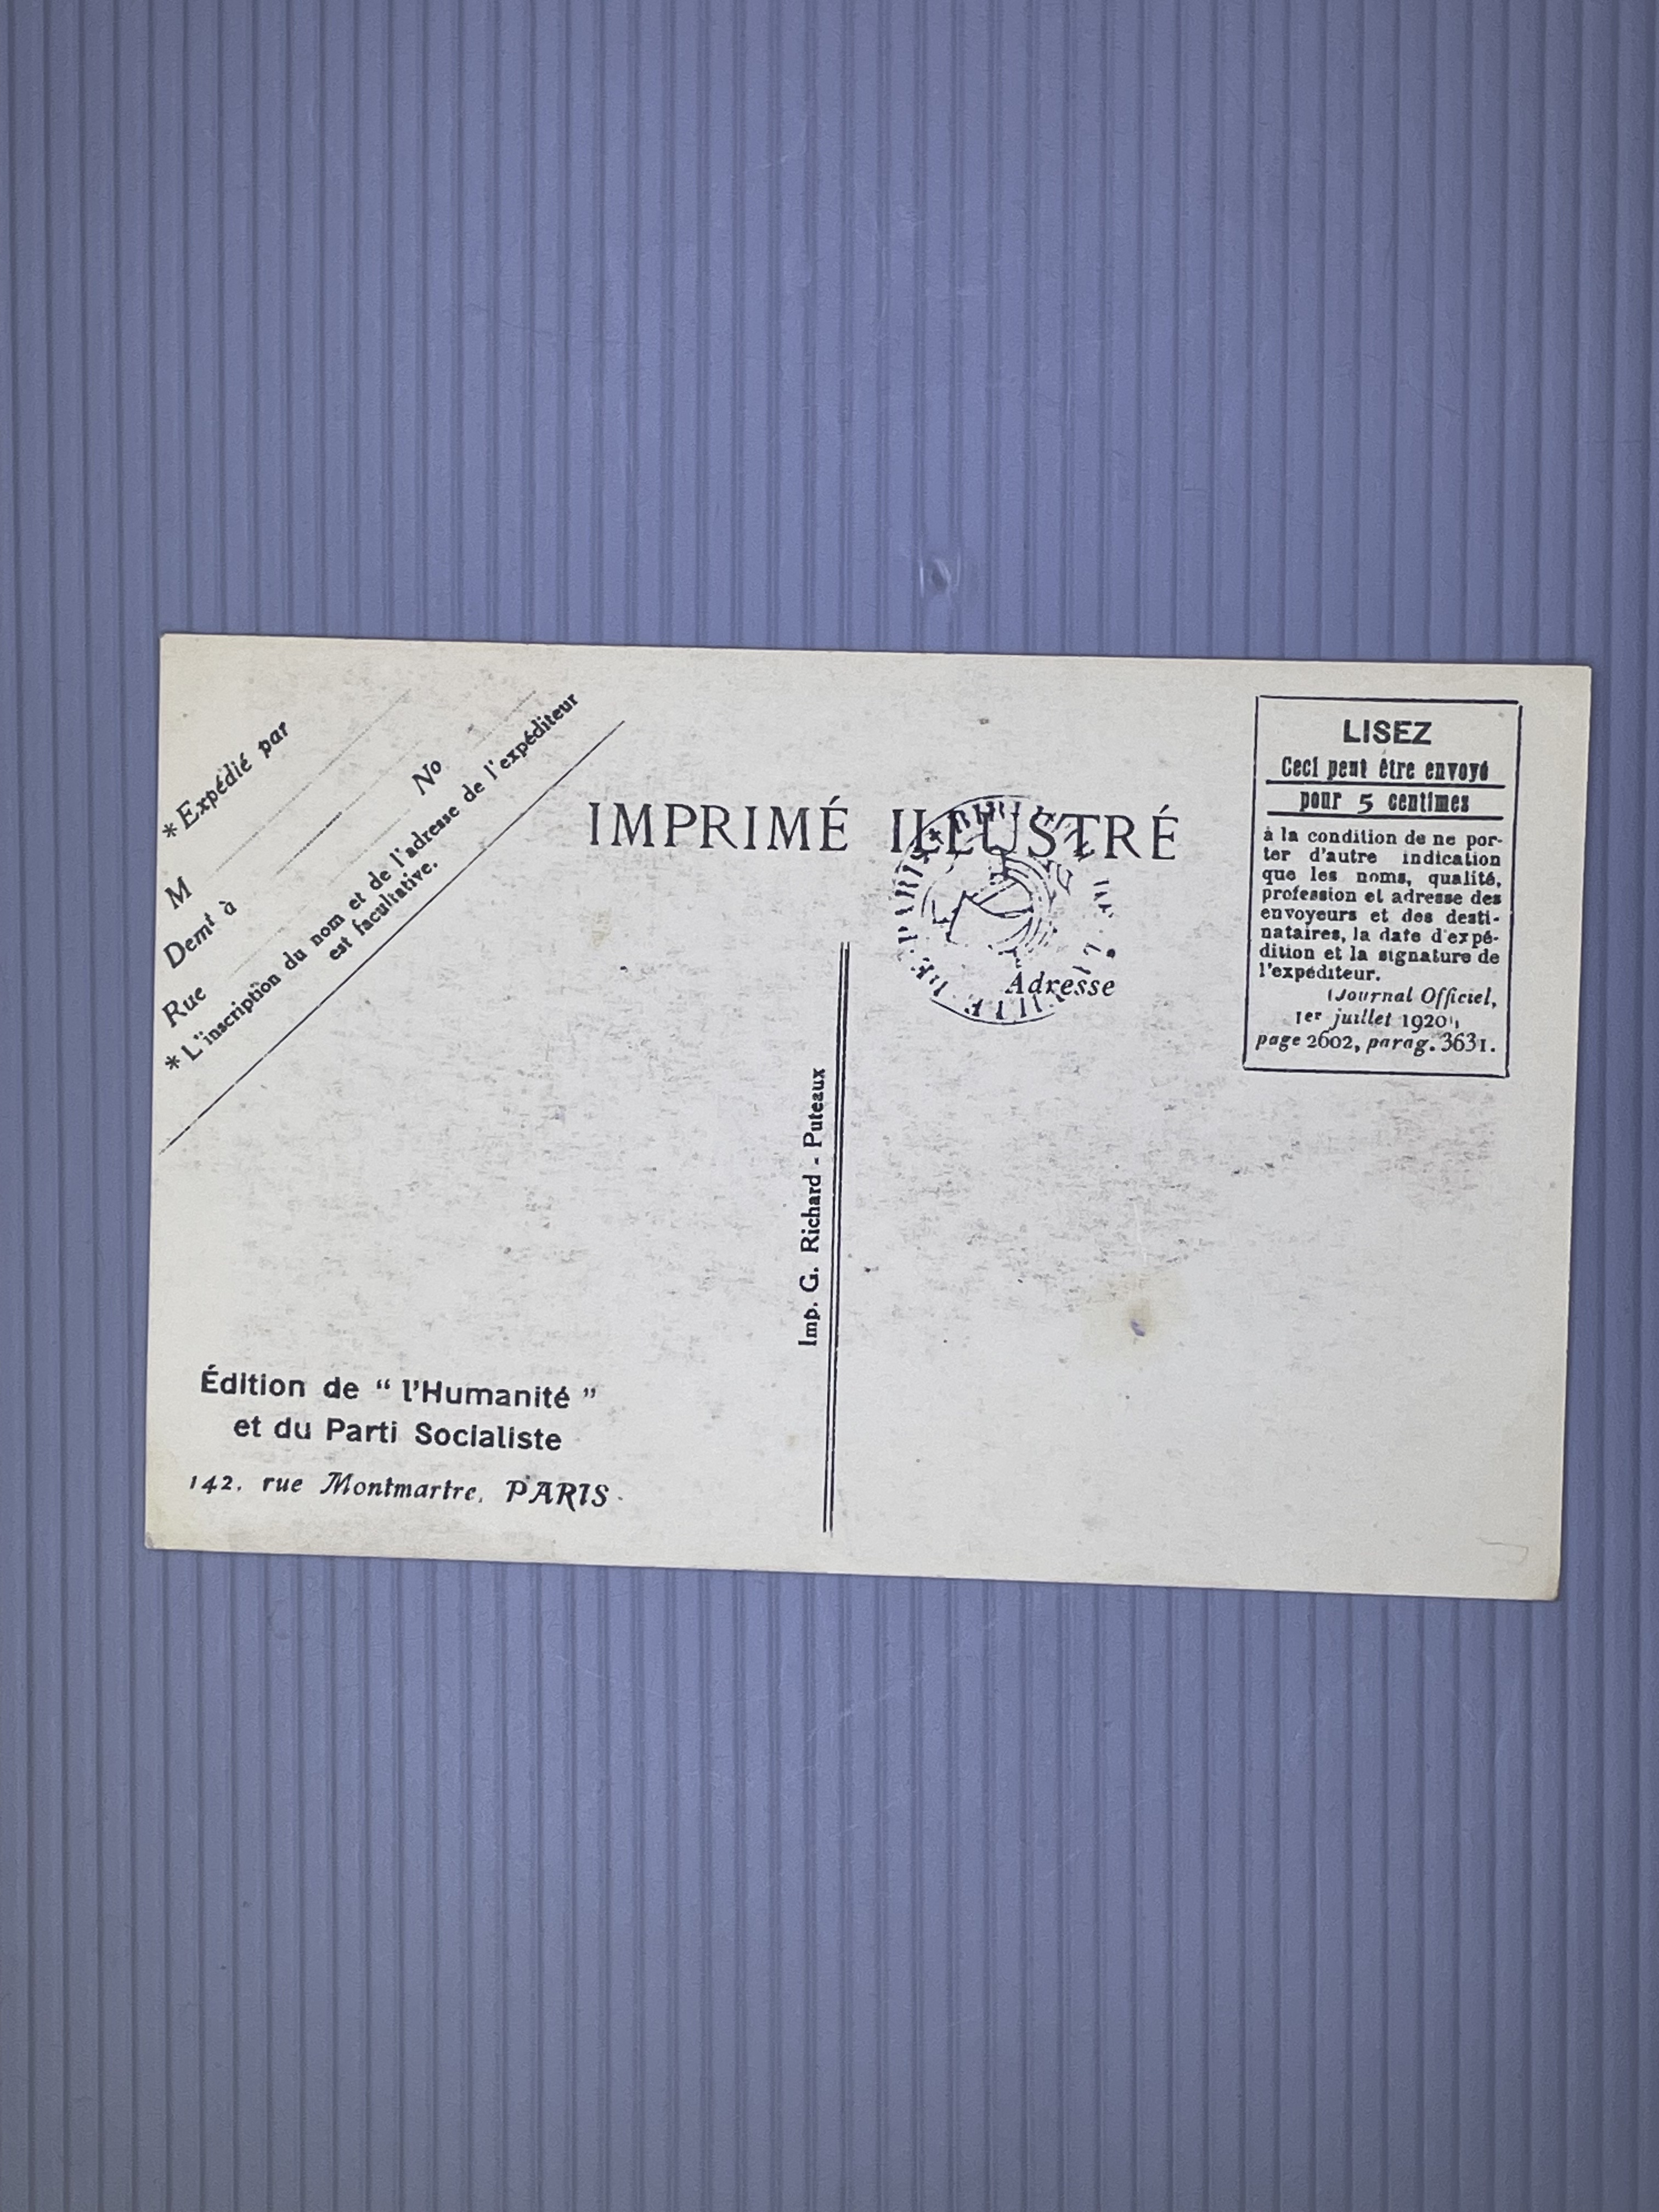 * Expédié par
M
Demt à
Rue No
* L'inscription du nom et de l'adresse de l'expéditeur
est facultative.
IMPRIMÉ ILLUSTRÉ
VILLE DE PARIS
Adresse
LISEZ
Ceci peut être envoyé
pour 5 centimes
à la condition de ne por-
ter d'autre indication
que les noms, qualité,
profession et adresse des
envoyeurs et des desti-
nataires, la date d'expé-
dition et la signature de
l'expéditeur.
(Journal Officiel,
1er juillet 1920),
page 2602, parag. 3631.
Imp. G. Richard - Puteaux
Édition de “ l'Humanité ”
et du Parti Socialiste
142, rue Montmartre, PARIS